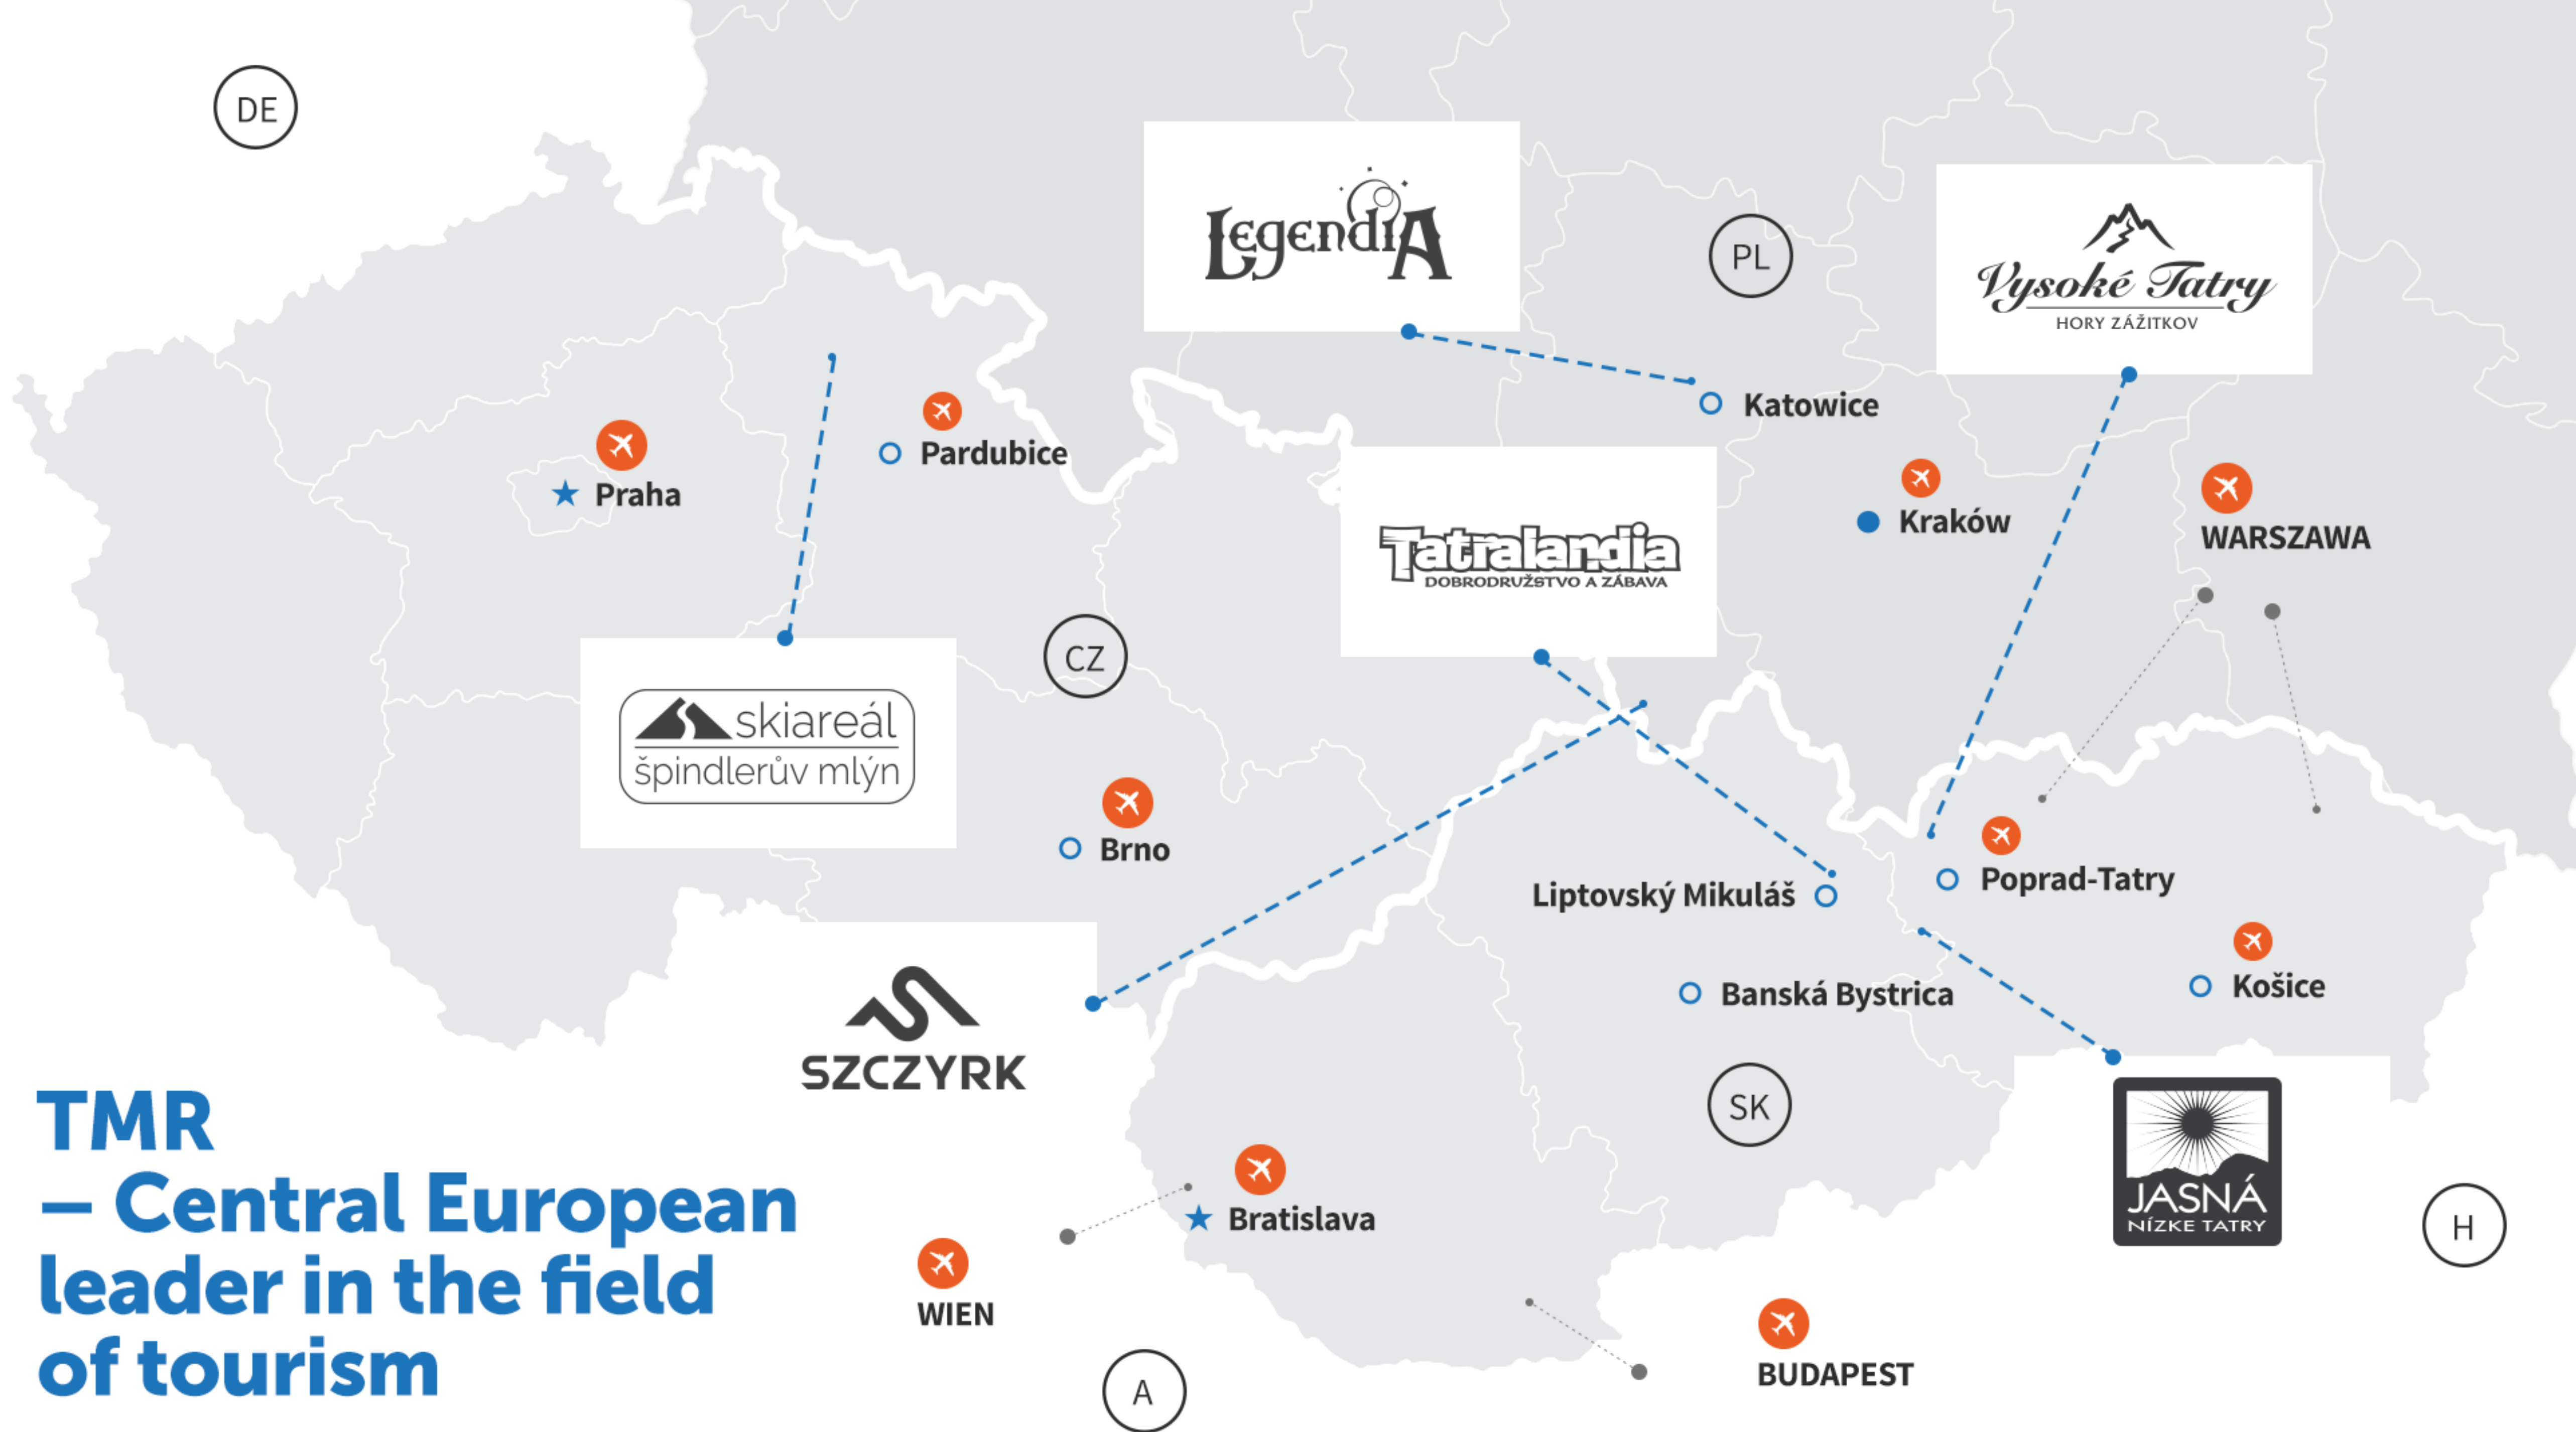 DE
LegendiA
PL
Vysoké Tatry
HORY ZÁŽITKOV
Katowice
Pardubice
Praha
Kraków
WARSZAWA
Tatralandia
DOBRODRUŽSTVO A ZÁBAVA
CZ
skiareál
špindlerův mlýn
Brno
Liptovský Mikuláš
Poprad-Tatry
Košice
Banská Bystrica
SZCZYRK
SK
JASNÁ
NÍZKE TATRY
H
TMR
– Central European
leader in the field
of tourism
Bratislava
WIEN
BUDAPEST
A